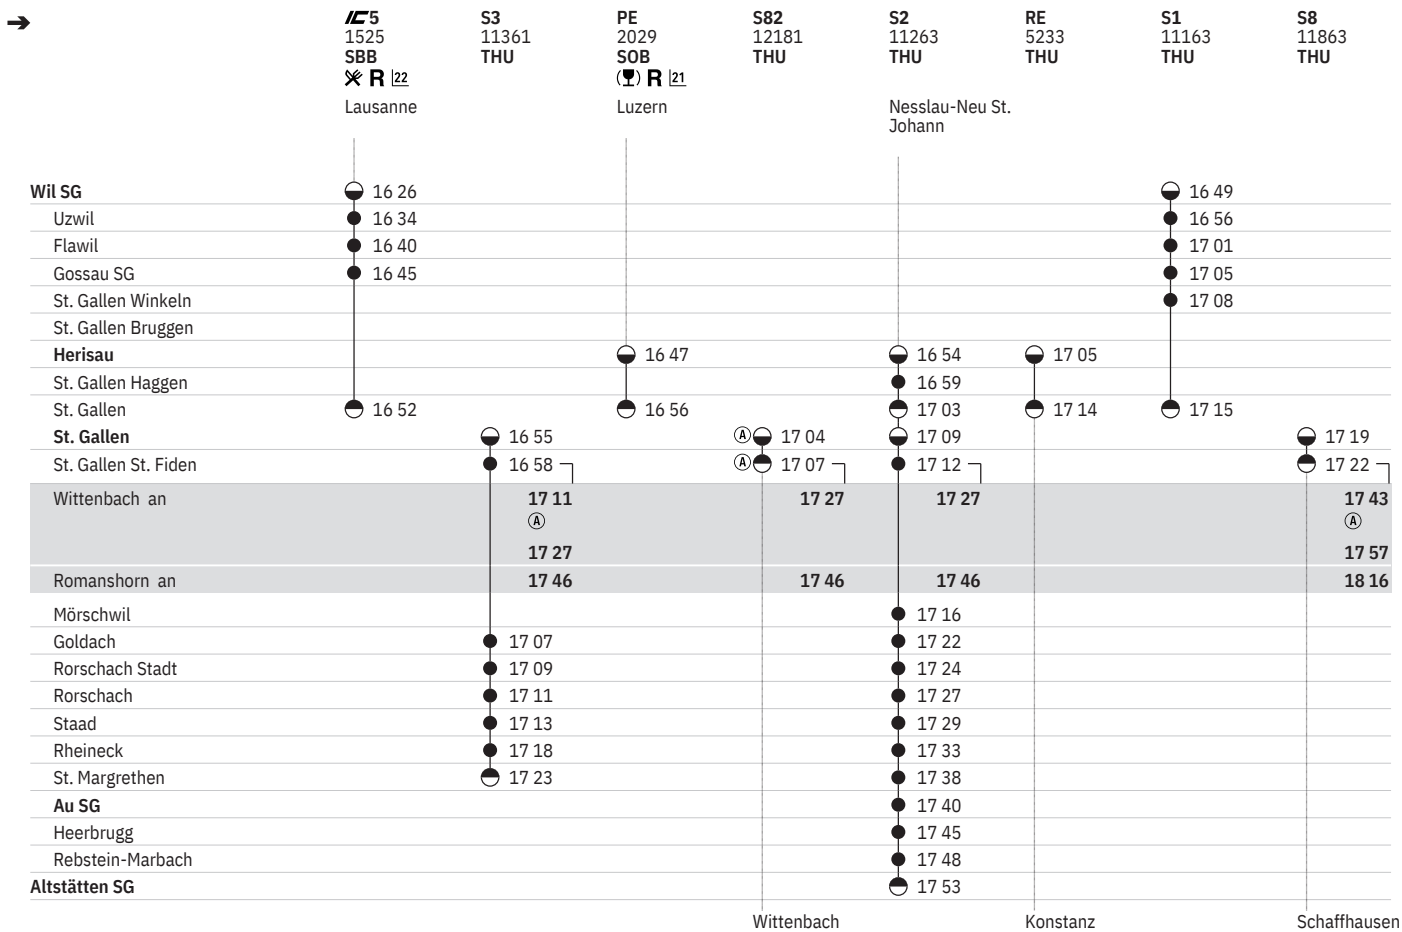 ➔ IC5 S3 PE S82 S2 RE S1 S8
1525 11361 2029 12181 11263 5233 11163 11863
SBB THU SOB THU THU THU THU THU
R 22 R 21
Lausanne Luzern Nesslau-Neu St.
Johann
Wil SG 16 26 16 49
Uzwil 16 34 16 56
Flawil 16 40 17 01
Gossau SG 16 45 17 05
St. Gallen Winkeln 17 08
St. Gallen Bruggen
Herisau 16 47 16 54 17 05
St. Gallen Haggen 16 59
St. Gallen 16 52 16 56 17 03 17 14 17 15
St. Gallen 16 55 Ⓐ 17 04 17 09 17 19
St. Gallen St. Fiden 16 58 Ⓐ 17 07 17 12 17 22
Wittenbach an 17 11 17 27 17 27 17 43
Ⓐ Ⓐ
17 27 17 57
Romanshorn an 17 46 17 46 17 46 18 16
Mörschwil 17 16
Goldach 17 07 17 22
Rorschach Stadt 17 09 17 24
Rorschach 17 11 17 27
Staad 17 13 17 29
Rheineck 17 18 17 33
St. Margrethen 17 23 17 38
Au SG 17 40
Heerbrugg 17 45
Rebstein-Marbach 17 48
Altstätten SG 17 53
Wittenbach Konstanz Schaffhausen